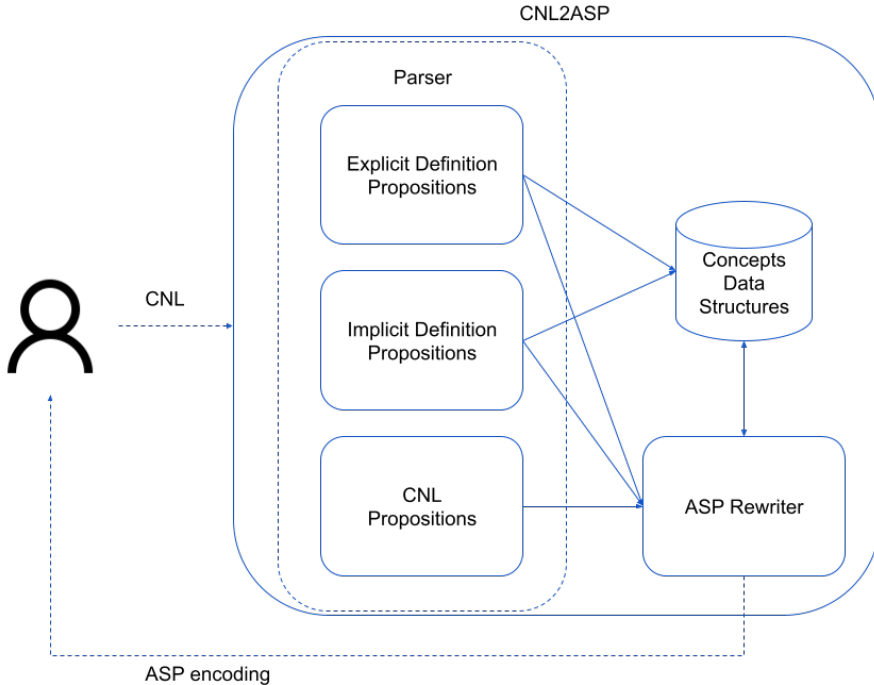 CNL2ASP
Parser
Explicit Definition
Propositions
Concepts
Data
Structures
CNL
Implicit Definition
Propositions
CNL
Propositions
ASP Rewriter
ASP encoding